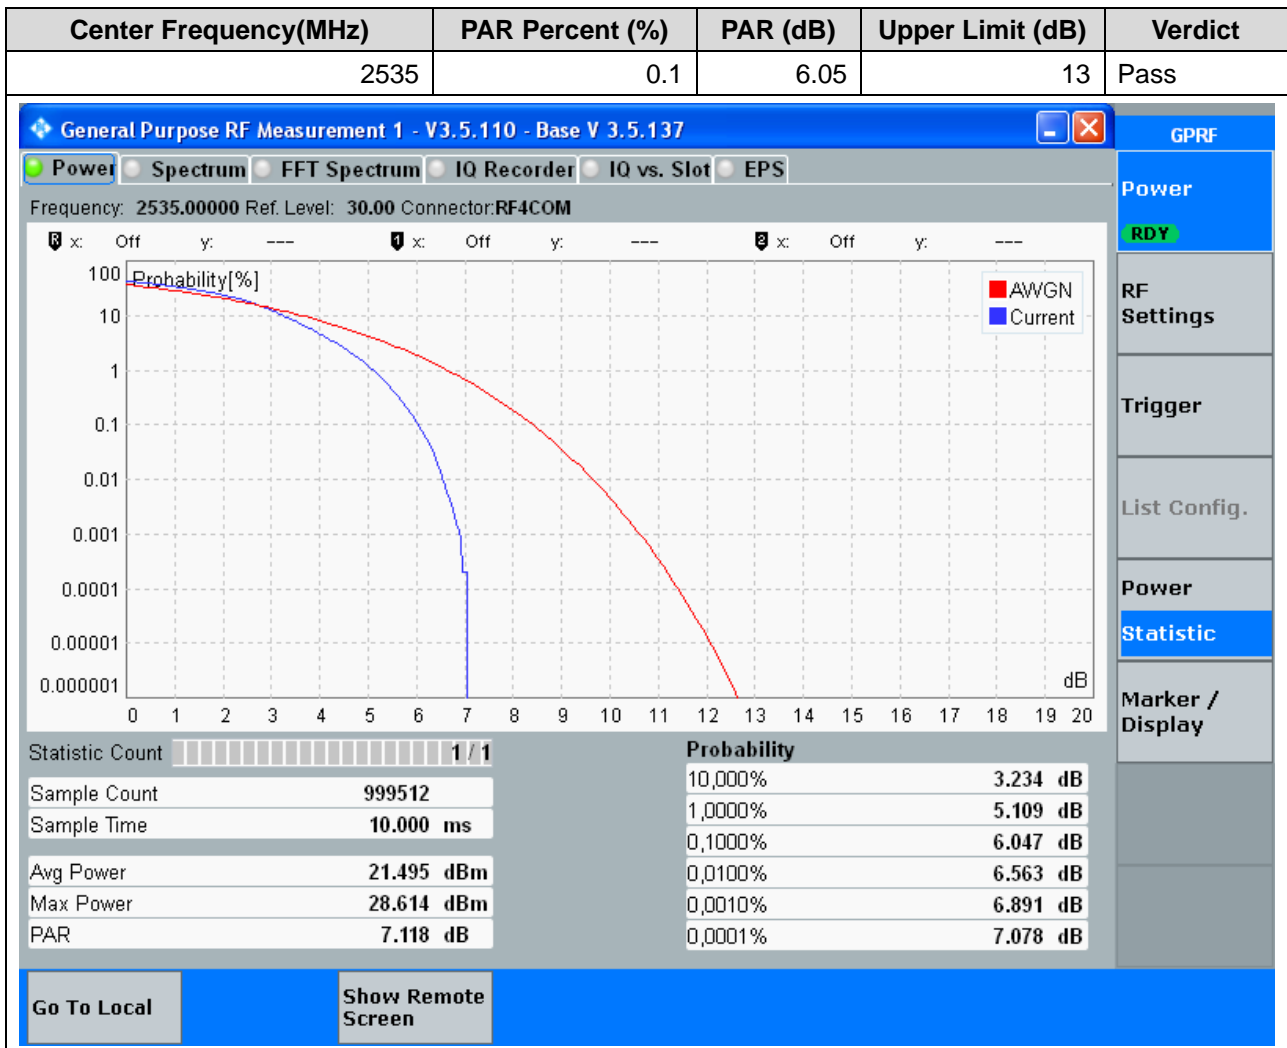 Center Frequency(MHz) PAR Percent (%) PAR (dB) Upper Limit (dB) Verdict
2535 0.1 6.05 13 Pass
General Purpose RF Measurement 1 - V3.5.110 - Base V 3.5.137
GPRF
Power Spectrum FFT Spectrum IQ Recorder IQ vs. Slot EPS
Power
RDY
Frequency: 2535.00000 Ref. Level: 30.00 Connector:RF4COM
R x: Off y: --- 1 x: Off y: --- 2 x: Off y: ---
Probability[%]
100
10
1
0.1
0.01
0.001
0.0001
0.00001
0.000001
AWGN
Current
dB
0 1 2 3 4 5 6 7 8 9 10 11 12 13 14 15 16 17 18 19 20
RF
Settings
Trigger
List Config.
Power
Statistic
Marker /
Display
Statistic Count 1 / 1
Sample Count 999512
Sample Time 10.000 ms
Avg Power 21.495 dBm
Max Power 28.614 dBm
PAR 7.118 dB
Probability
10,000% 3.234 dB
1,0000% 5.109 dB
0,1000% 6.047 dB
0,0100% 6.563 dB
0,0010% 6.891 dB
0,0001% 7.078 dB
Go To Local
Show Remote
Screen